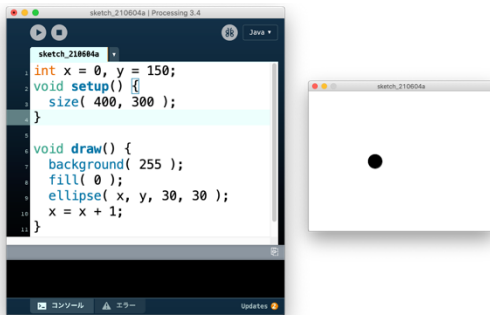 sketch_210604a | Processing 3.4
Java ▾
sketch_210604a ▾
1 int x = 0, y = 150;
2 void setup() {
3 size( 400, 300 );
4 }
5
6 void draw() {
7 background( 255 );
8 fill( 0 );
9 ellipse( x, y, 30, 30 );
10 x = x + 1;
11 }
コンソール
エラー
Updates 2
sketch_210604a